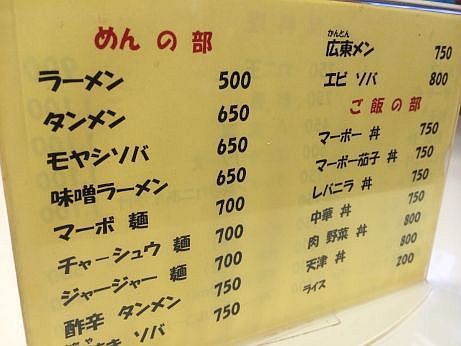 めん の 部
ラーメン 500
タンメン 650
モヤシソバ 650
味噌ラーメン 650
マーボ 麺 700
チャーシュウ 麺 700
ジャージャー 麺 700
酢辛 タンメン 750
き ソバ 750
かんとん
広東メン 750
エビ ソバ 800
ご 飯 の 部
マーボー 丼 750
マーボー茄子 丼 750
レバニラ 丼 750
中華 丼 750
肉 野菜 丼 800
天津 丼 800
ライス 200